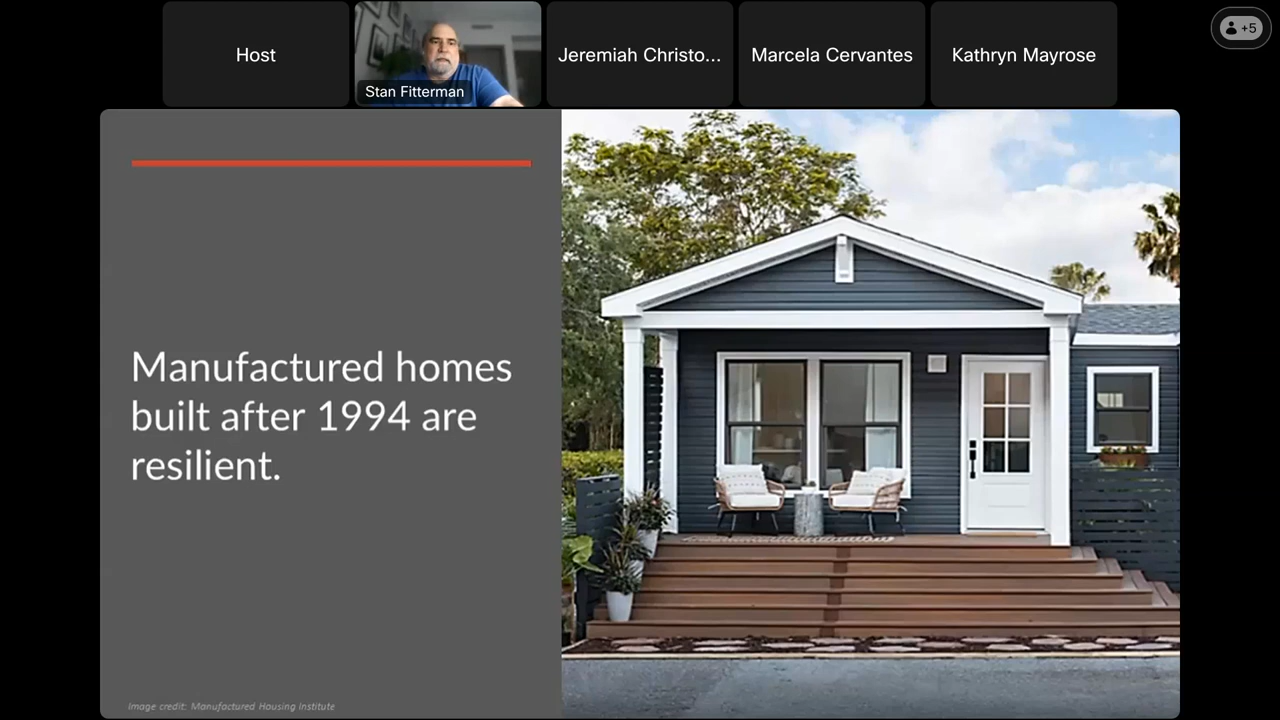 Host
Stan Fitterman
Jeremiah Christo...
Marcela Cervantes
Kathryn Mayrose
+5
Manufactured homes
built after 1994 are
resilient.
Image credit: Manufactured Housing Institute